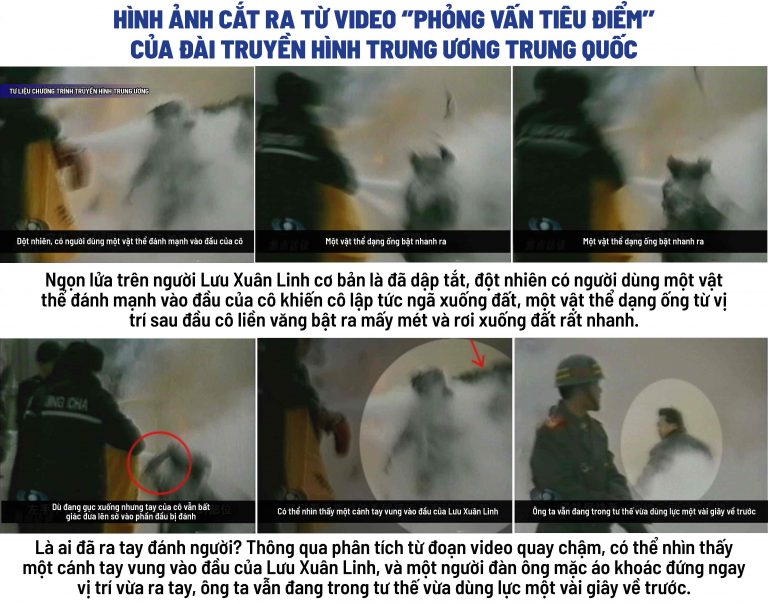 HÌNH ẢNH CẮT RA TỪ VIDEO “PHỎNG VẤN TIÊU ĐIỂM”
CỦA ĐÀI TRUYỀN HÌNH TRUNG ƯƠNG TRUNG QUỐC
TƯ LIỆU CHƯƠNG TRÌNH TRUYỀN HÌNH TRUNG ƯƠNG
Đột nhiên, có người dùng một vật thể đánh mạnh vào đầu của cô
Một vật thể dạng ống bật nhanh ra
Một vật thể dạng ống bật nhanh ra
Ngọn lửa trên người Lưu Xuân Linh cơ bản là đã dập tắt, đột nhiên có người dùng một vật
thể đánh mạnh vào đầu của cô khiến cô lập tức ngã xuống đất, một vật thể dạng ống từ vị
trí sau đầu cô liền văng bật ra mấy mét và rơi xuống đất rất nhanh.
JING CHA
Dù đang gục xuống nhưng tay của cô vẫn bất
giác đưa lên sờ vào phần đầu bị đánh
Có thể nhìn thấy một cánh tay vung vào đầu của Lưu Xuân Linh
Ông ta vẫn đang trong tư thế vừa dùng lực một vài giây về trước
Là ai đã ra tay đánh người? Thông qua phân tích từ đoạn video quay chậm, có thể nhìn thấy
một cánh tay vung vào đầu của Lưu Xuân Linh, và một người đàn ông mặc áo khoác đứng ngay
vị trí vừa ra tay, ông ta vẫn đang trong tư thế vừa dùng lực một vài giây về trước.